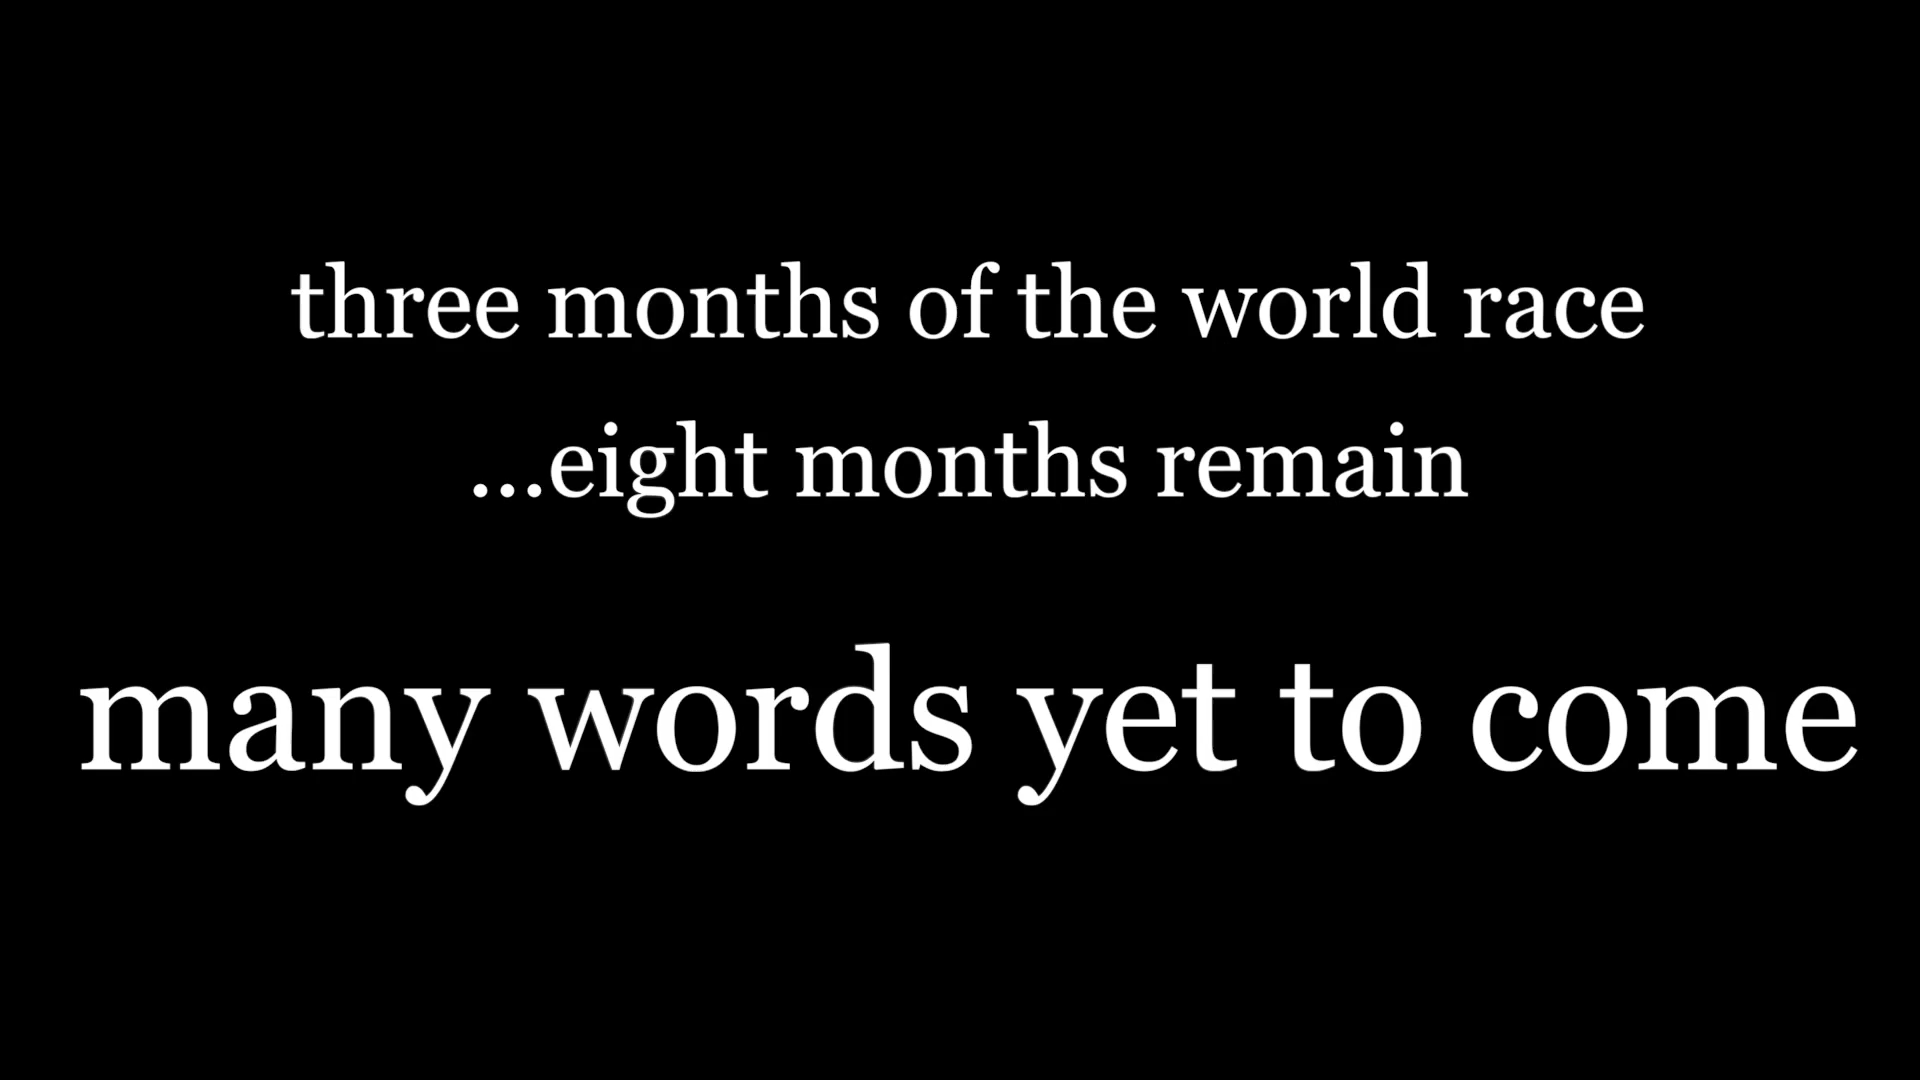 three months of the world race
...eight months remain
many words yet to come